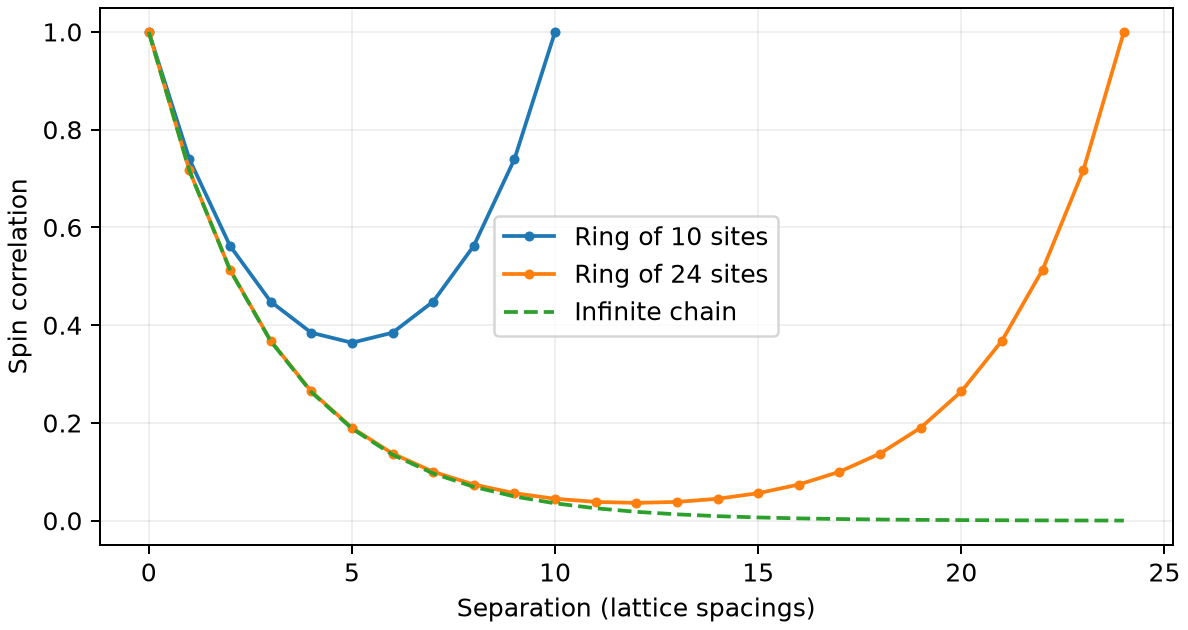 1.0
0.8
0.6
0.4
0.2
0.0
Spin correlation
Ring of 10 sites
Ring of 24 sites
Infinite chain
0 5 10 15 20 25
Separation (lattice spacings)